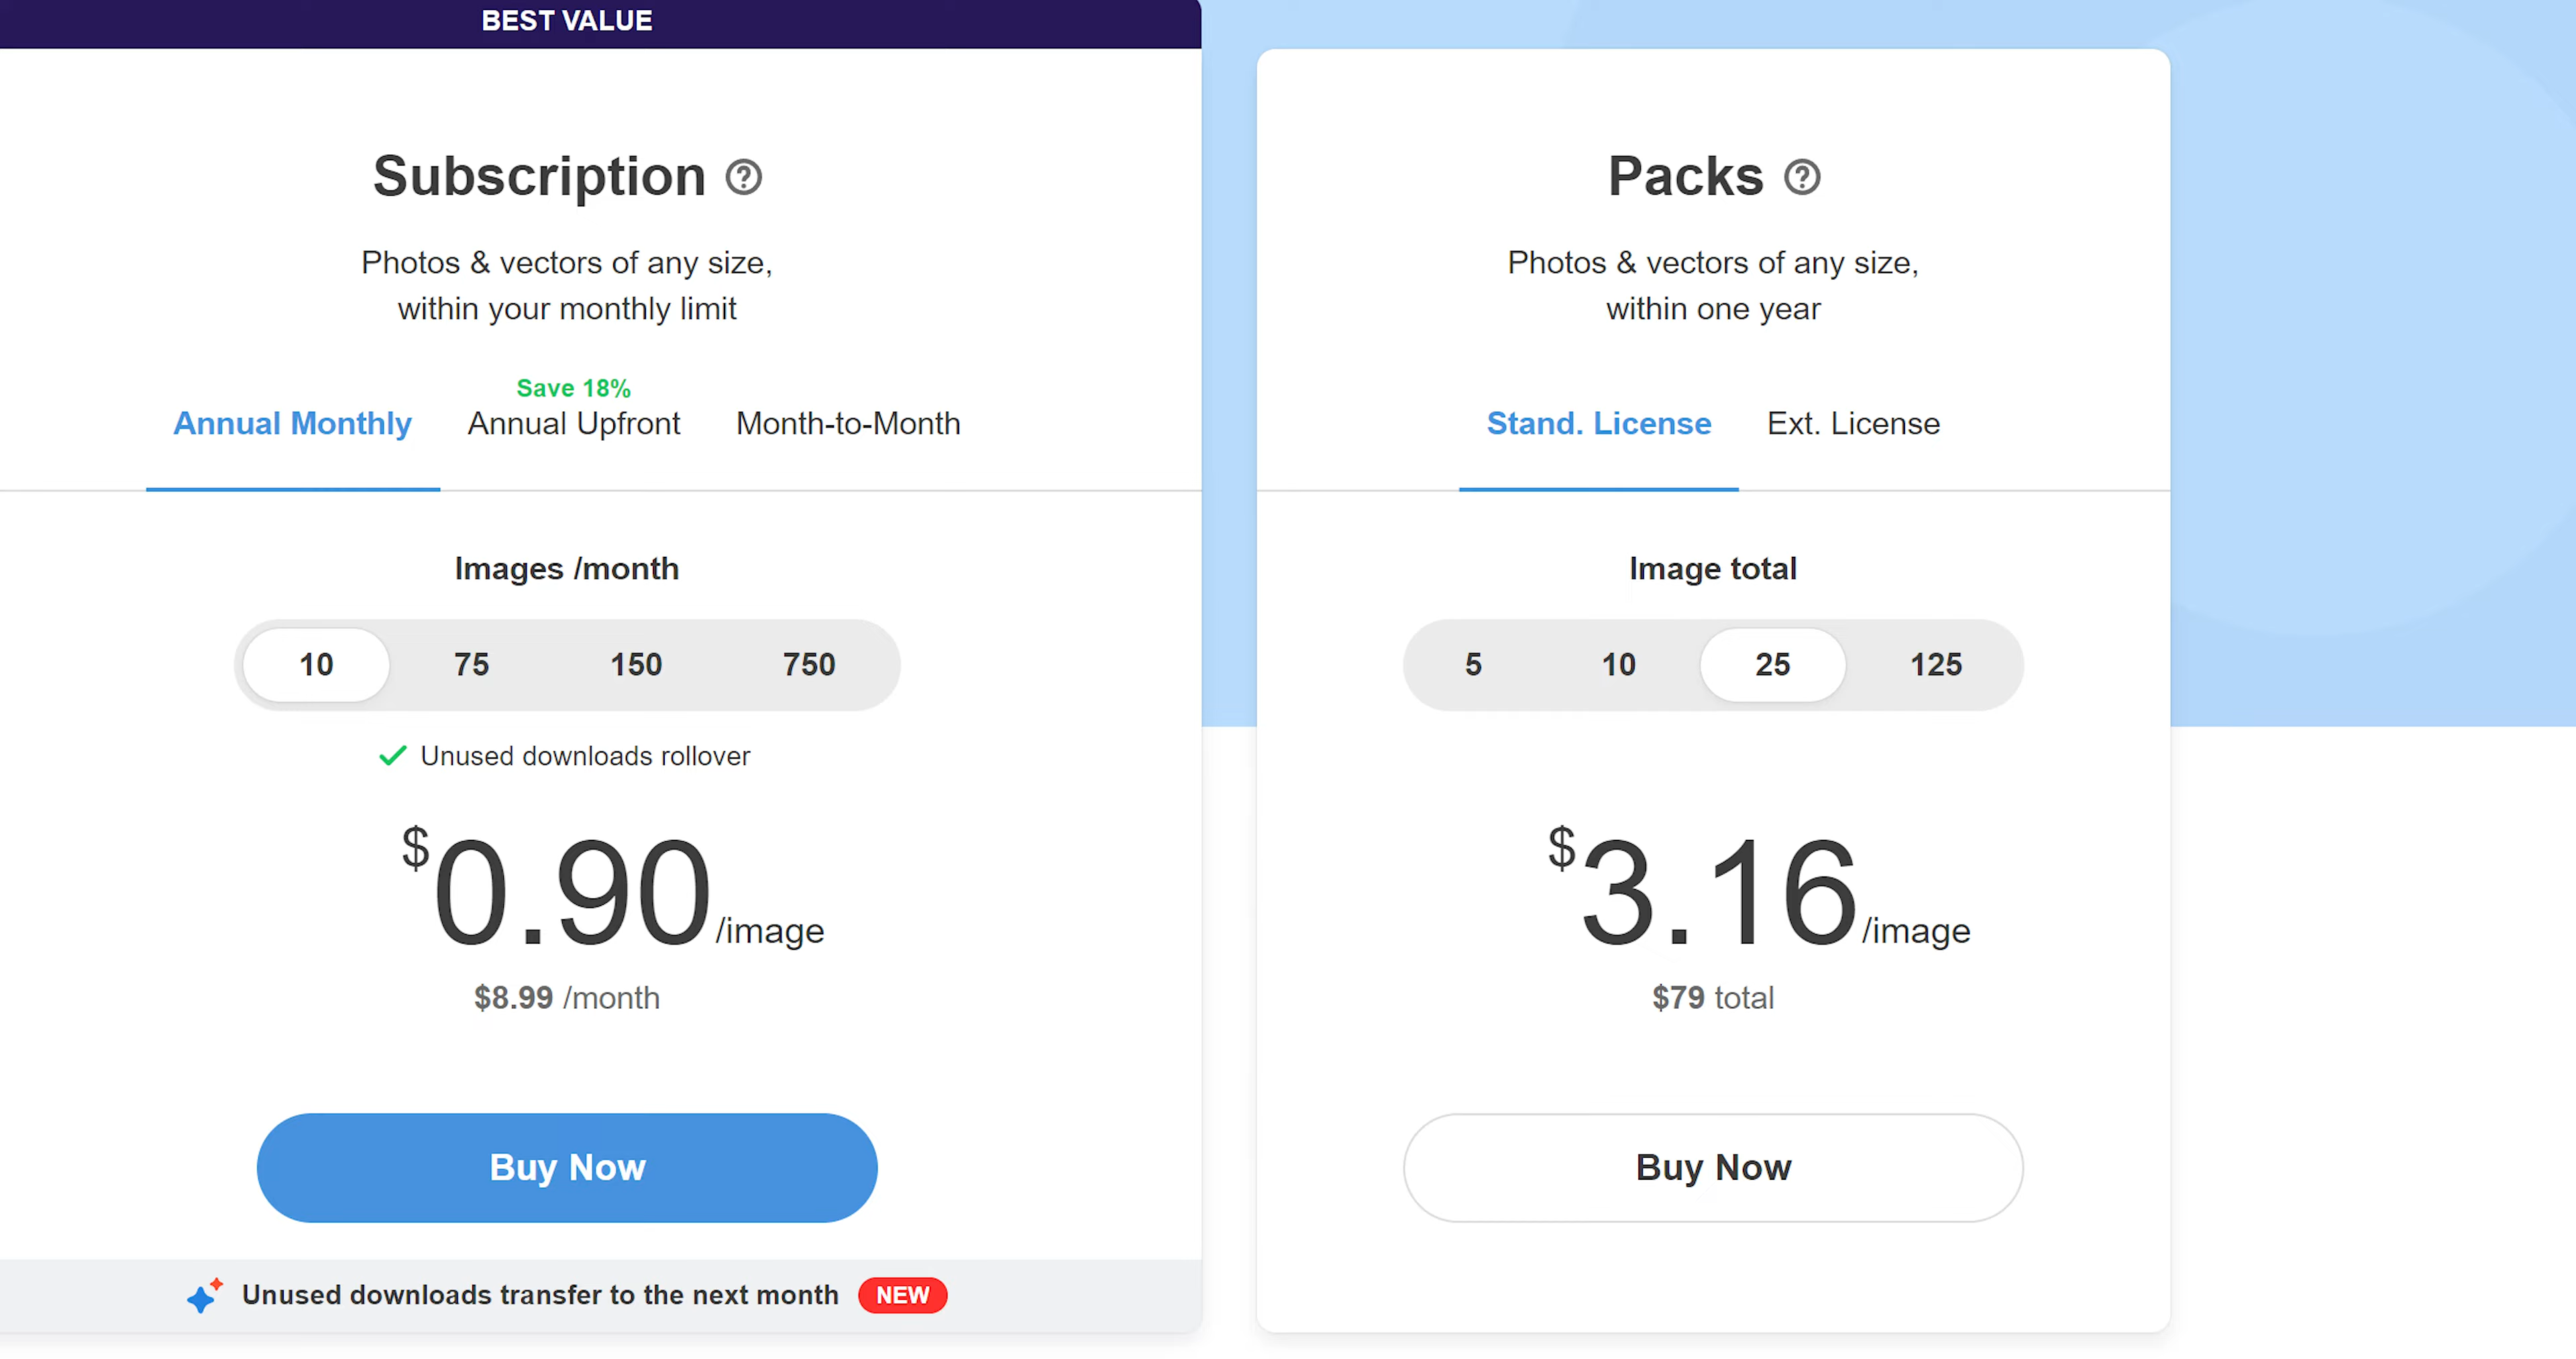 BEST VALUE
Subscription
Photos & vectors of any size,
within your monthly limit
Save 18%
Annual Monthly Annual Upfront Month-to-Month
Images /month
10 75 150 750
Unused downloads rollover
$0.90/image
$8.99 /month
Buy Now
Unused downloads transfer to the next month NEW
Packs
Photos & vectors of any size,
within one year
Stand. License Ext. License
Image total
5 10 25 125
$3.16/image
$79 total
Buy Now